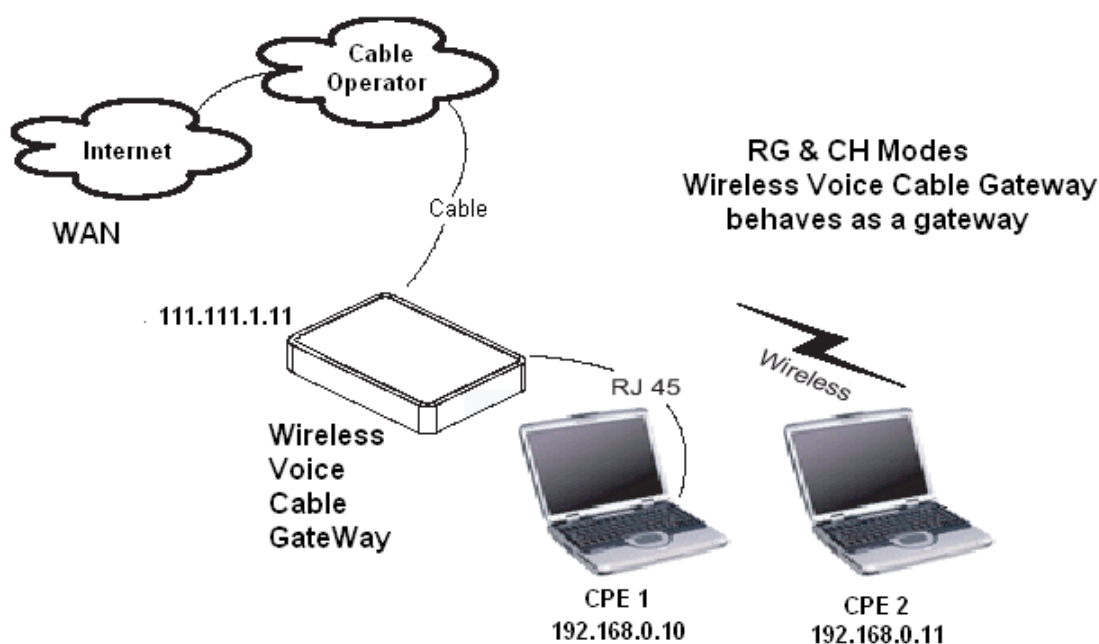 Cable
Operator
Internet
WAN
Cable
RG & CH Modes
Wireless Voice Cable Gateway
behaves as a gateway
. 111.111.1.11
Wireless
RJ 45
Wireless
Voice
Cable
GateWay
CPE 1
192.168.0.10
CPE 2
192.168.0.11